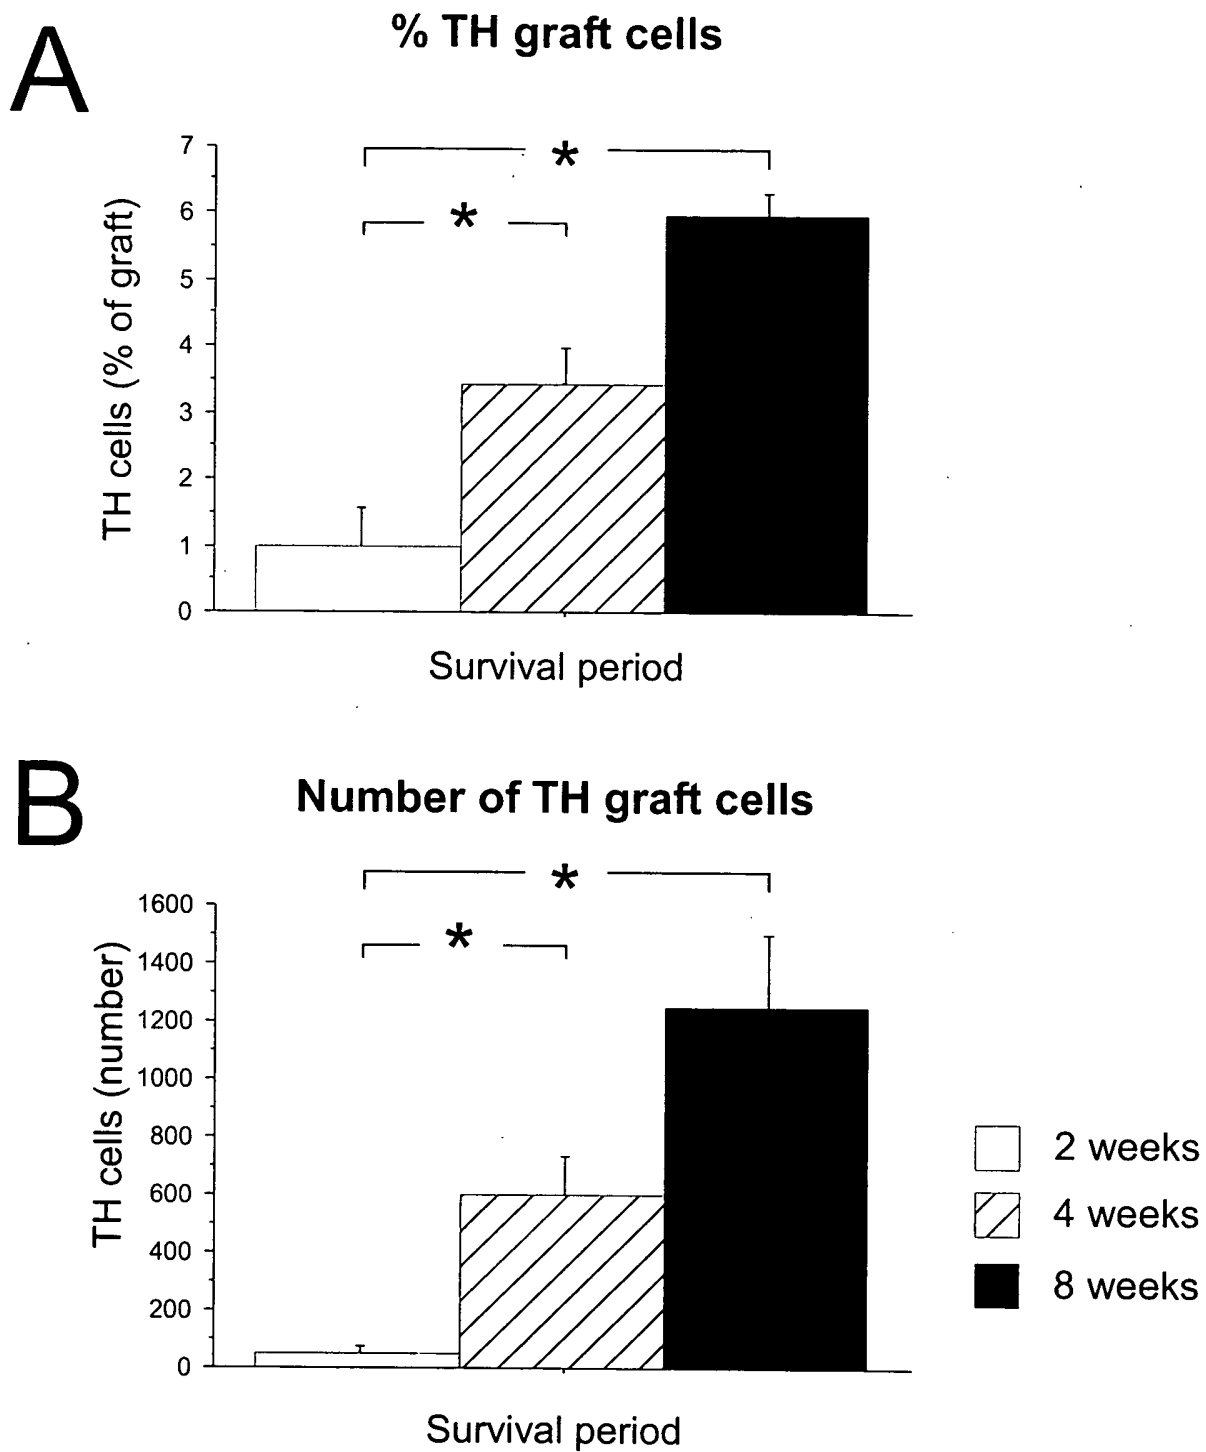 A
% TH graft cells
7
6
5
4
3
2
1
0
TH cells (% of graft)
*
*
Survival period
B
Number of TH graft cells
1600
1400
1200
1000
800
600
400
200
0
TH cells (number)
*
*
Survival period
2 weeks
4 weeks
8 weeks